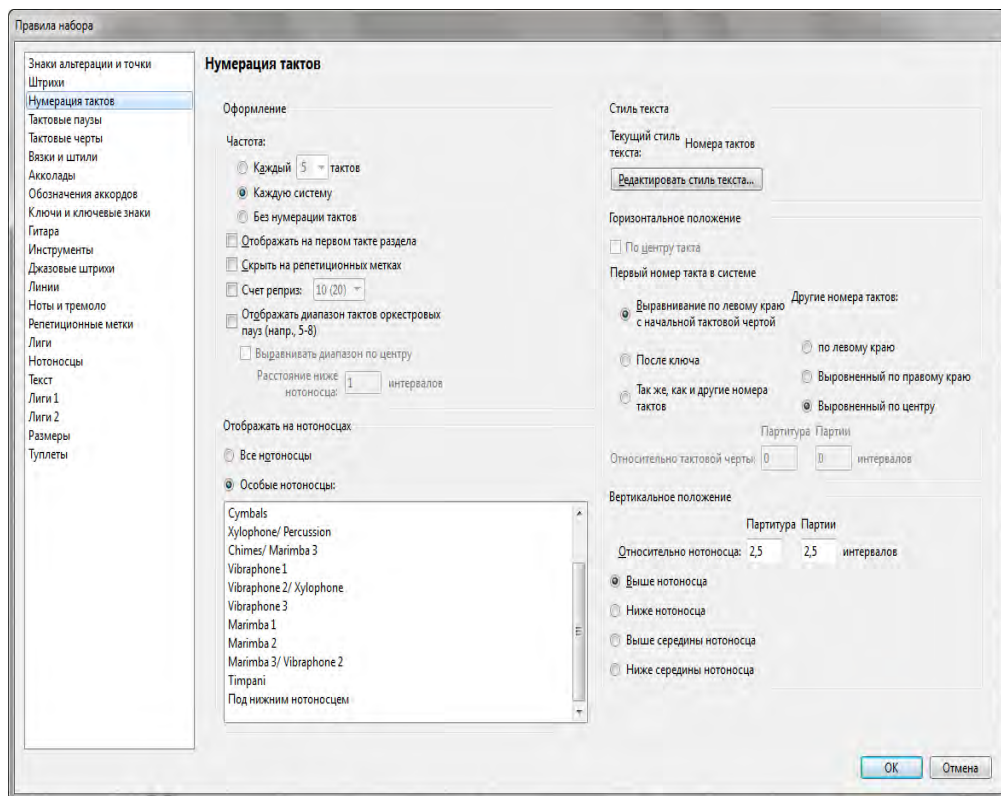 Правила набора
Знаки альтерации и точки
Штрихи
Нумерация тактов
Тактовые паузы
Тактовые черты
Вязки и штили
Акколады
Обозначения аккордов
Ключи и ключевые знаки
Гитара
Инструменты
Джазовые штрихи
Линии
Ноты и тремоло
Репетиционные метки
Лиги
Нотоносцы
Текст
Лиги 1
Лиги 2
Размеры
Туплеты
Нумерация тактов
Оформление
Частота:
Каждый 5 тактов
Каждую систему
Без нумерации тактов
Отображать на первом такте раздела
Скрыть на репетиционных метках
Счет реприз: 10 (20)
Отображать диапазон тактов оркестровых
пауз (напр., 5-8)
Выравнивать диапазон по центру
Расстояние ниже
нотоносца: 1 интервалов
Отображать на нотоносцах
Все нотоносцы
Особые нотоносцы:
Cymbals
Xylophone/ Percussion
Chimes/ Marimba 3
Vibraphone 1
Vibraphone 2/ Xylophone
Vibraphone 3
Marimba 1
Marimba 2
Marimba 3/ Vibraphone 2
Timpani
Под нижним нотоносцем
Стиль текста
Текущий стиль
текста: Номера тактов
Редактировать стиль текста...
Горизонтальное положение
По центру такта
Первый номер такта в системе
Выравнивание по левому краю
с начальной тактовой чертой
После ключа
Так же, как и другие номера
тактов
Другие номера тактов:
по левому краю
Выровненный по правому краю
Выровненный по центру
Партитура Партии
Относительно тактовой черты: 0 0 интервалов
Вертикальное положение
Партитура Партии
Относительно нотоносца: 2,5 2,5 интервалов
Выше нотоносца
Ниже нотоносца
Выше середины нотоносца
Ниже середины нотоносца
OK Отмена